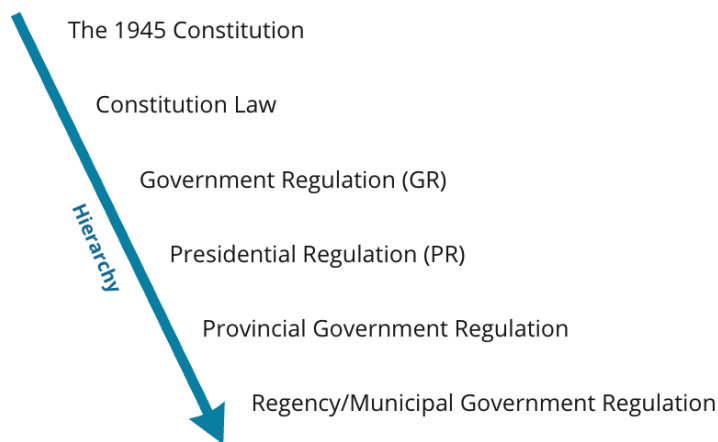 The 1945 Constitution
Constitution Law
Government Regulation (GR)
Hierarchy
Presidential Regulation (PR)
Provincial Government Regulation
Regency/Municipal Government Regulation